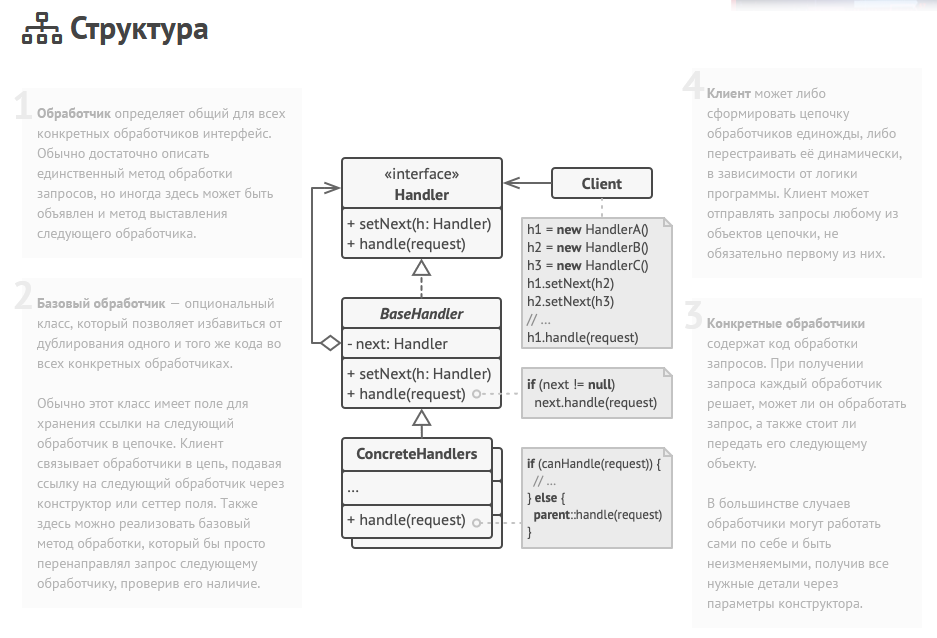 Структура
1
Обработчик определяет общий для всех
конкретных обработчиков интерфейс.
Обычно достаточно описать
единственный метод обработки
запросов, но иногда здесь может быть
объявлен и метод выставления
следующего обработчика.
2
Базовый обработчик — опциональный
класс, который позволяет избавиться от
дублирования одного и того же кода во
всех конкретных обработчиках.
Обычно этот класс имеет поле для
хранения ссылки на следующий
обработчик в цепочке. Клиент
связывает обработчики в цепь, подавая
ссылку на следующий обработчик через
конструктор или сеттер поля. Также
здесь можно реализовать базовый
метод обработки, который бы просто
перенаправлял запрос следующему
обработчику, проверив его наличие.
«interface»
Handler
+ setNext(h: Handler)
+ handle(request)
BaseHandler
- next: Handler
+ setNext(h: Handler)
+ handle(request)
ConcreteHandlers
...
+ handle(request)
Client
h1 = new HandlerA()
h2 = new HandlerB()
h3 = new HandlerC()
h1.setNext(h2)
h2.setNext(h3)
// ...
h1.handle(request)
if (next != null)
next.handle(request)
if (canHandle(request)) {
// ...
} else {
parent::handle(request)
}
4
Клиент может либо
сформировать цепочку
обработчиков единожды, либо
перестраивать её динамически,
в зависимости от логики
программы. Клиент может
отправлять запросы любому из
объектов цепочки, не
обязательно первому из них.
3
Конкретные обработчики
содержат код обработки
запросов. При получении
запроса каждый обработчик
решает, может ли он обработать
запрос, а также стоит ли
передать его следующему
объекту.
В большинстве случаев
обработчики могут работать
сами по себе и быть
неизменяемыми, получив все
нужные детали через
параметры конструктора.